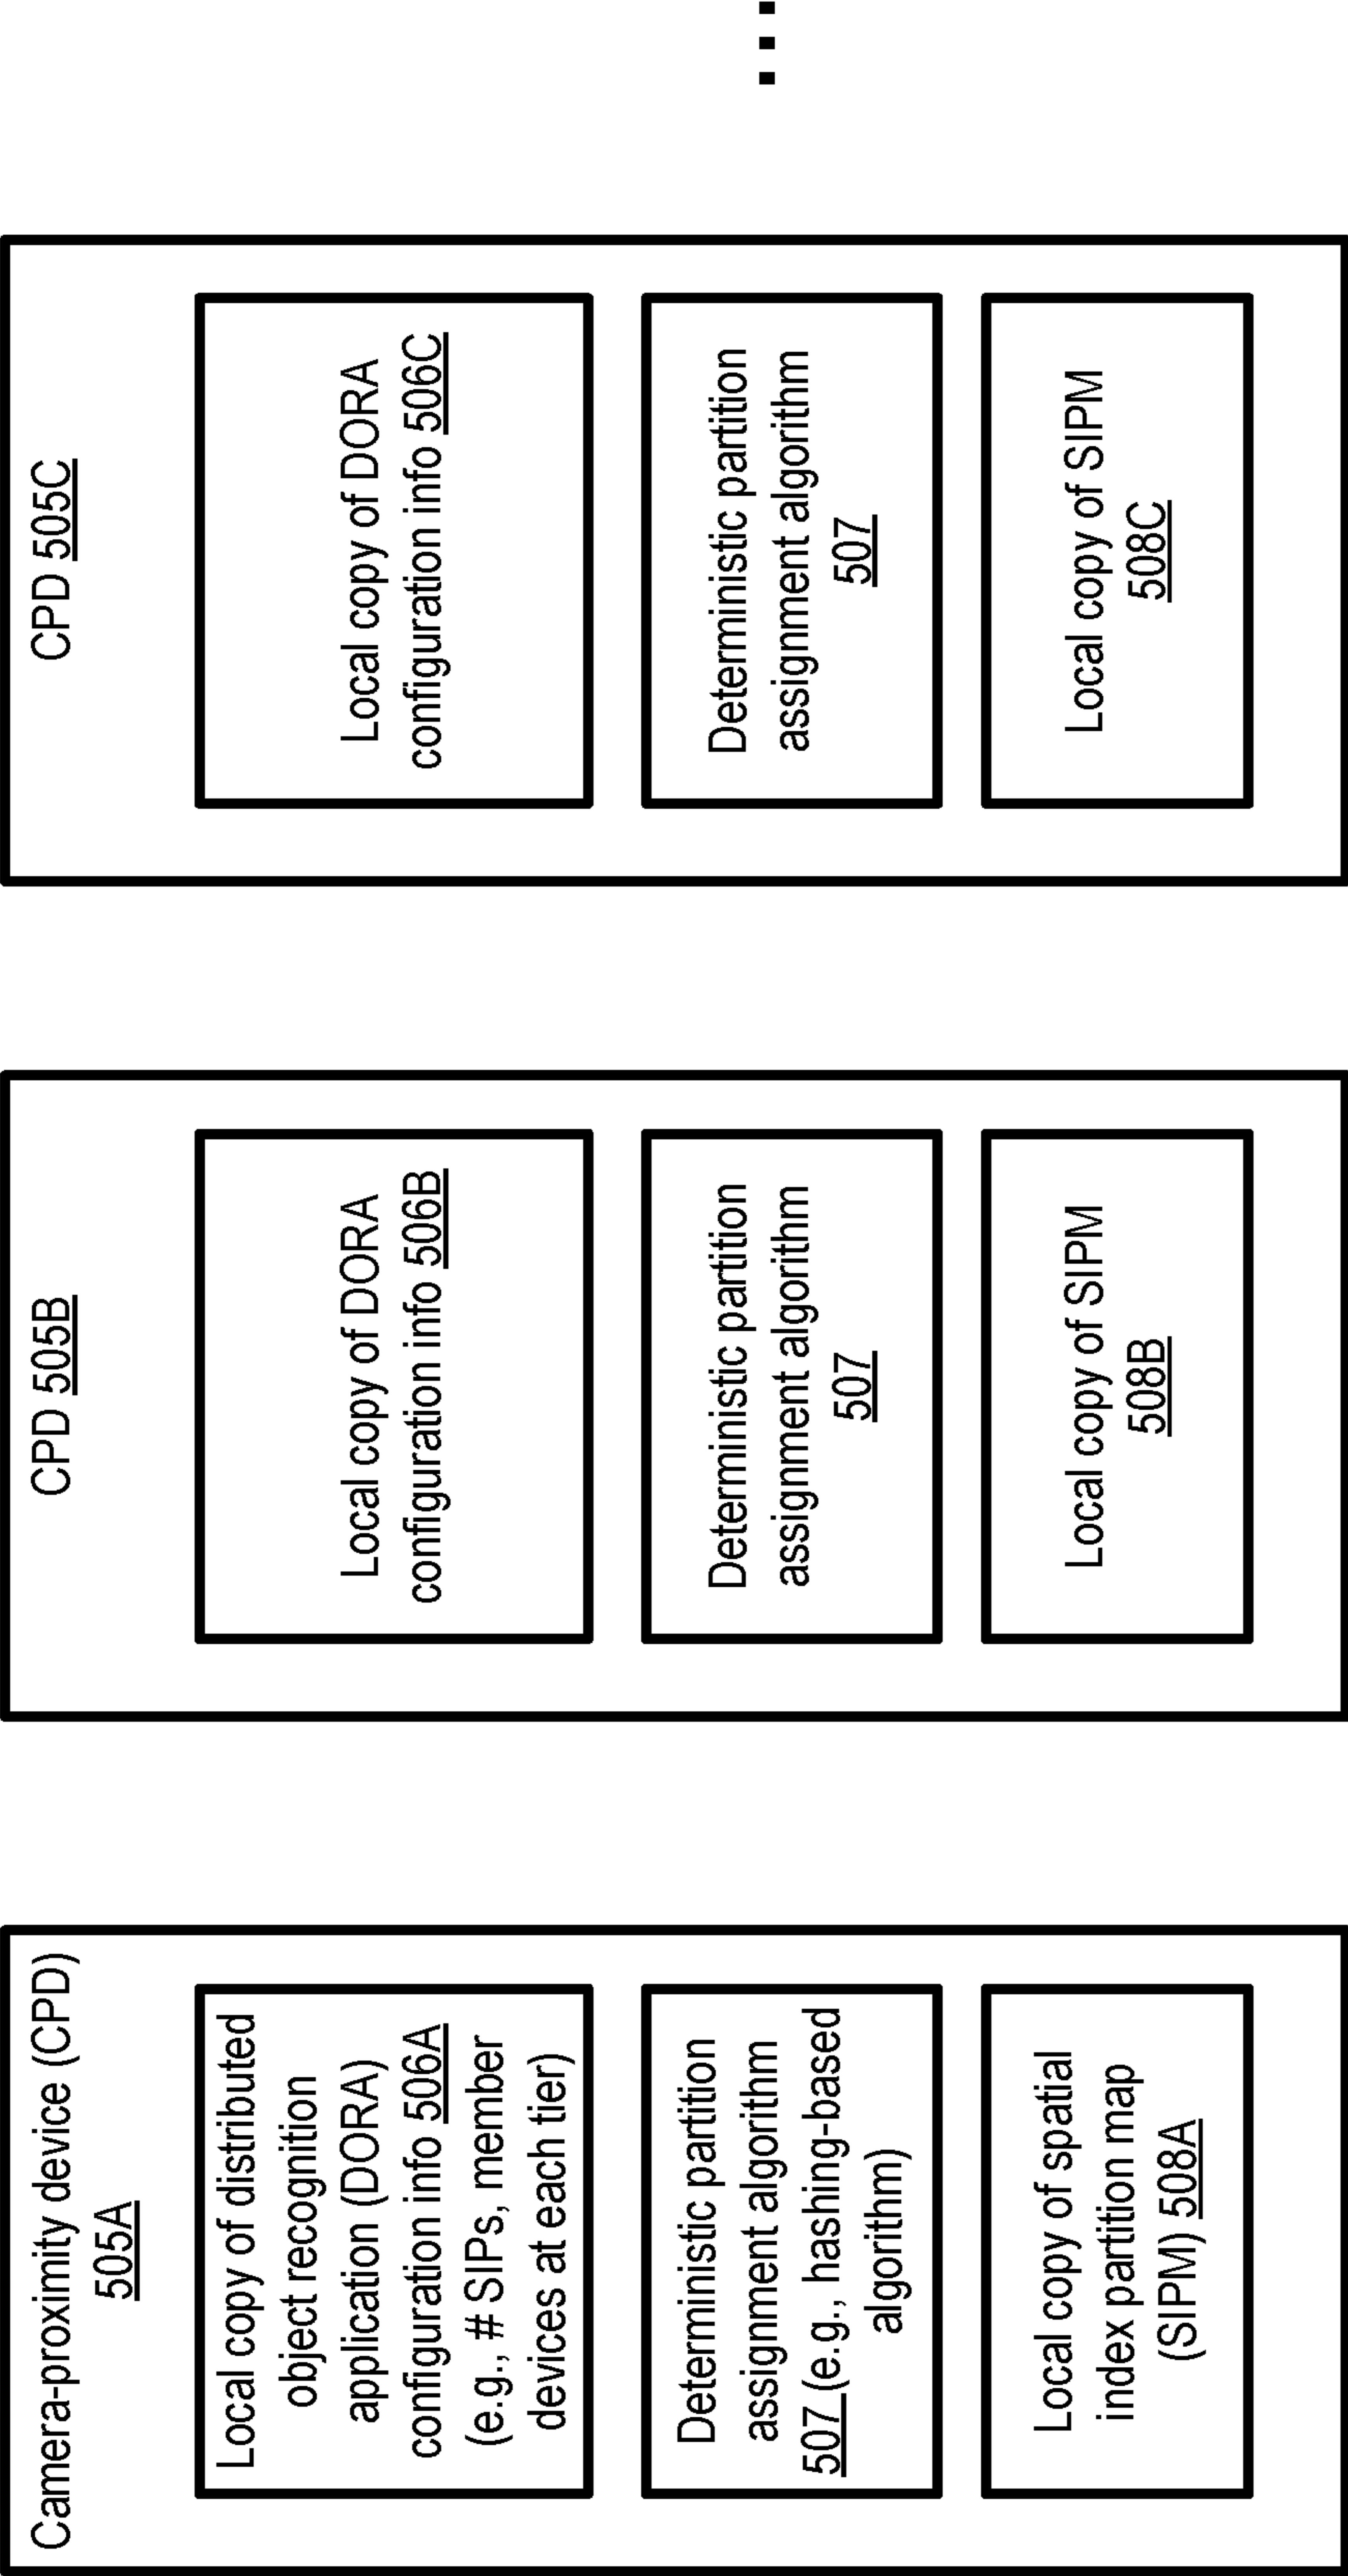 Camera-proximity device (CPD)
505A
Local copy of distributed
object recognition
application (DORA)
configuration info 506A
(e.g., # SIPs, member
devices at each tier)
Deterministic partition
assignment algorithm
507 (e.g., hashing-based
algorithm)
Local copy of spatial
index partition map
(SIPM) 508A
CPD 505B
Local copy of DORA
configuration info 506B
Deterministic partition
assignment algorithm
507
Local copy of SIPM
508B
CPD 505C
Local copy of DORA
configuration info 506C
Deterministic partition
assignment algorithm
507
Local copy of SIPM
508C
...